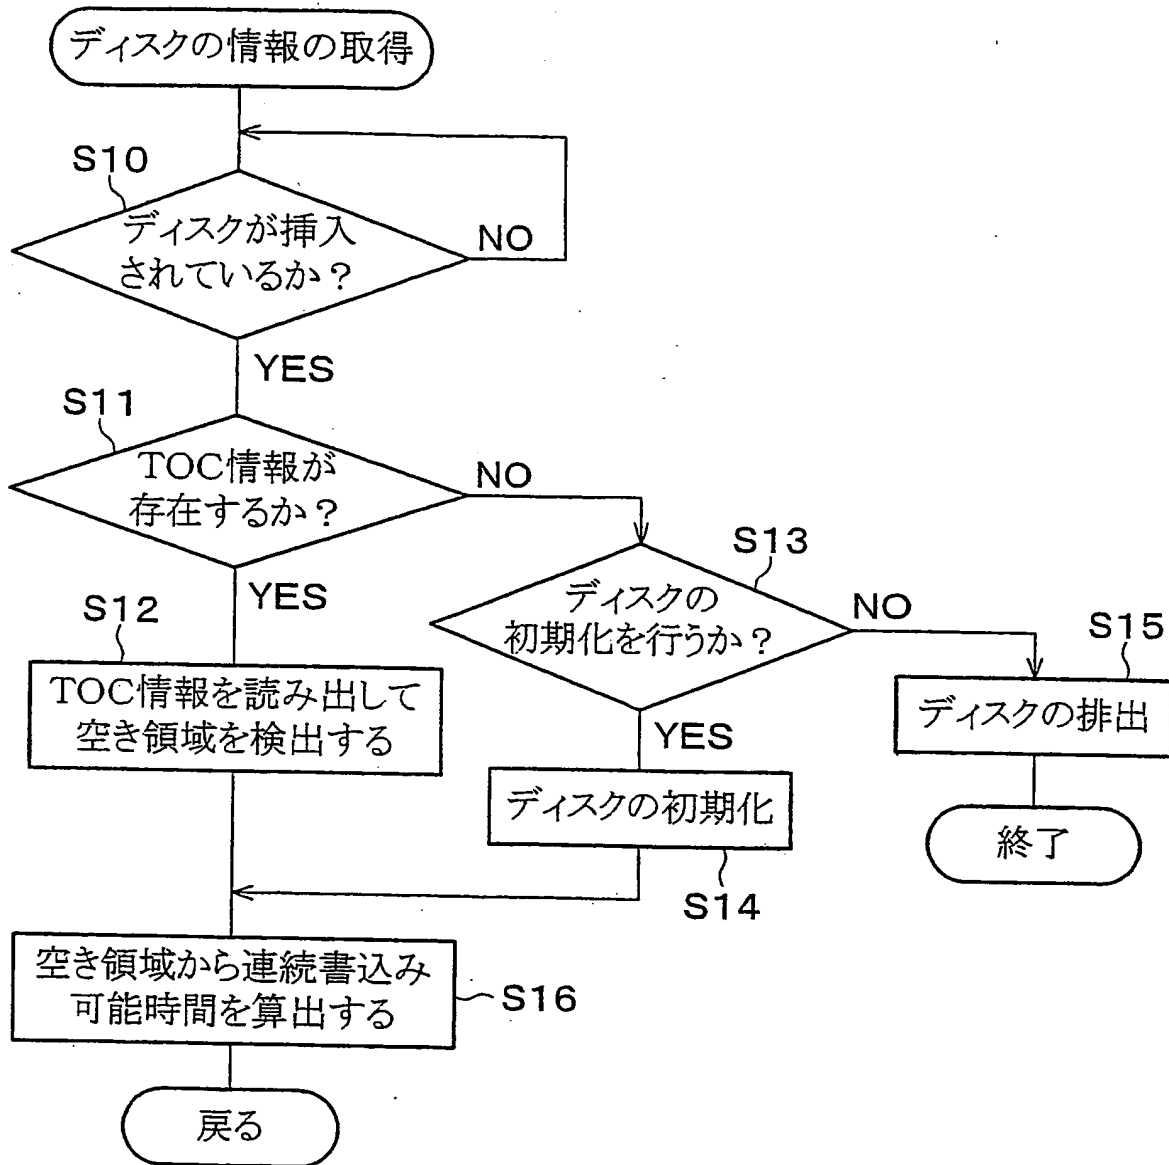 ディスクの情報の取得
S10
ディスクが挿入
されているか？
NO
YES
S11
TOC情報が
存在するか？
NO
YES
S13
ディスクの
初期化を行うか？
NO
YES
S12
TOC情報を読み出して
空き領域を検出する
S15
ディスクの排出
ディスクの初期化
S14
終了
空き領域から連続書込み
可能時間を算出する
S16
戻る